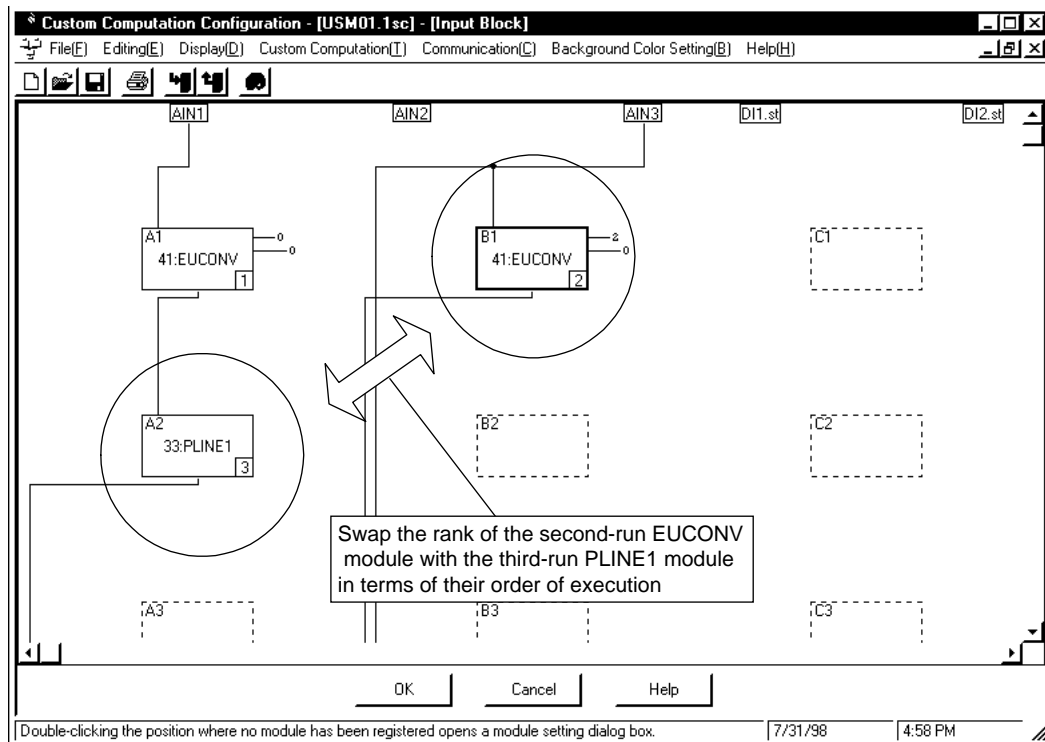 Custom Computation Configuration - [USM01.1sc] - [Input Block]
File(F) Editing(E) Display(D) Custom Computation(T) Communication(C) Background Color Setting(B) Help(H)
AIN1 AIN2 AIN3 DI1.st DI2.st
A1
41:EUCONV
1
0
0
B1
41:EUCONV
2
2
0
C1
A2
33:PLINE1
3
B2
C2
Swap the rank of the second-run EUCONV
module with the third-run PLINE1 module
in terms of their order of execution
A3 B3 C3
OK Cancel Help
Double-clicking the position where no module has been registered opens a module setting dialog box. 7/31/98 4:58 PM